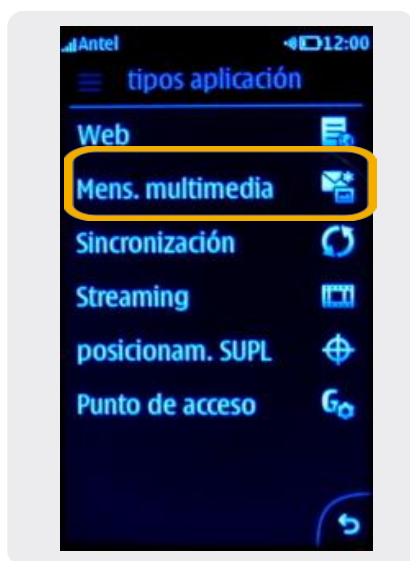 Antel 12:00
tipos aplicación
Web
Mens. multimedia
Sincronización
Streaming
posicionam. SUPL
Punto de acceso
G